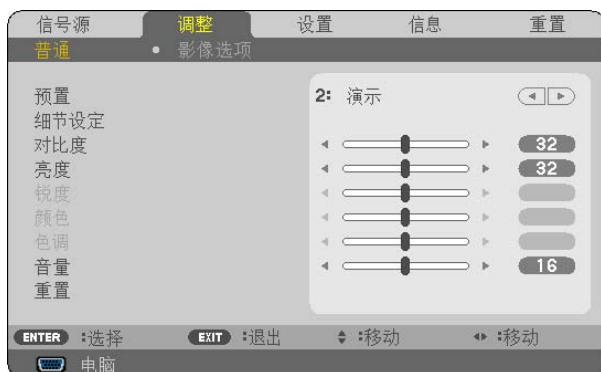 信号源 调整 设置 信息 重置
普通 • 影像选项
预置 2: 演示
细节设定
对比度 32
亮度 32
锐度
颜色
色调
音量 16
重置
ENTER :选择 EXIT :退出 :移动 :移动
电脑